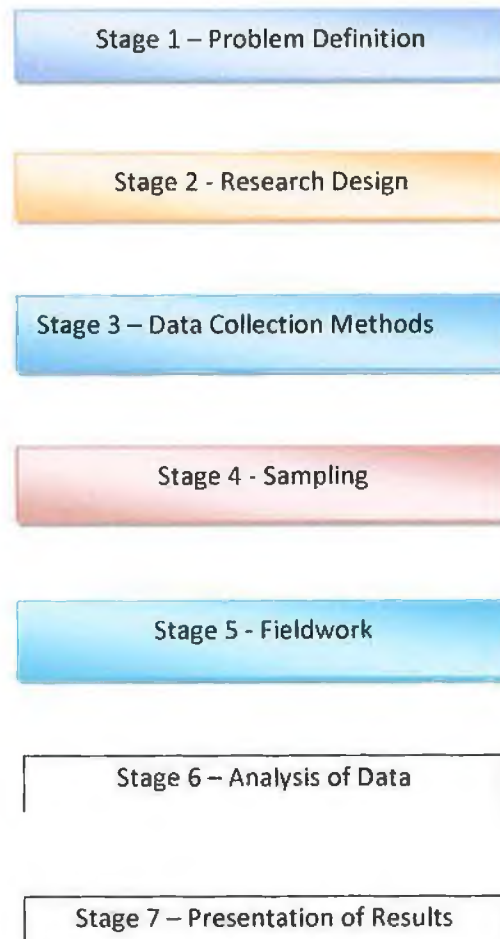 Stage 1 – Problem Definition
Stage 2 - Research Design
Stage 3 – Data Collection Methods
Stage 4 - Sampling
Stage 5 - Fieldwork
Stage 6 – Analysis of Data
Stage 7 – Presentation of Results